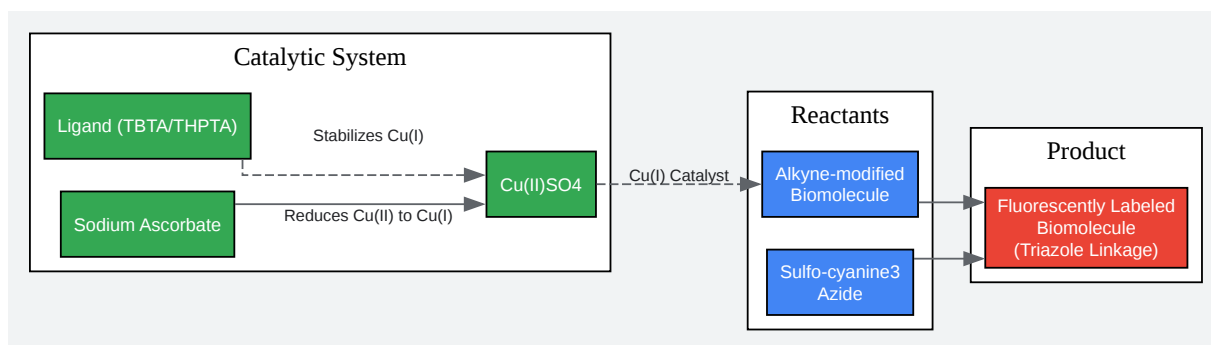 Catalytic System
Ligand (TBTA/THPTA)
Stabilizes Cu(I)
Sodium Ascorbate
Reduces Cu(II) to Cu(I)
Cu(II)SO4
Cu(I) Catalyst
Reactants
Alkyne-modified
Biomolecule
Sulfo-cyanine3
Azide
Product
Fluorescently Labeled
Biomolecule
(Triazole Linkage)